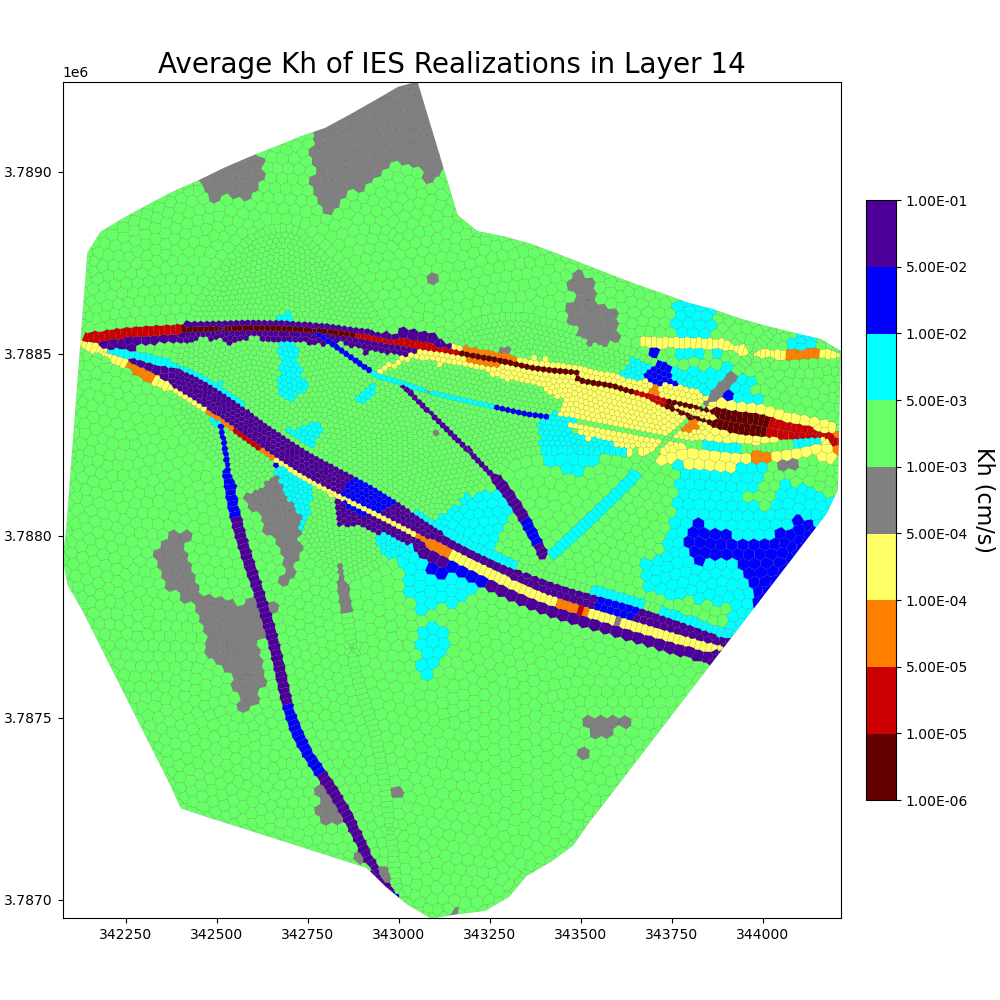 Average Kh of IES Realizations in Layer 14
1e6
3.7890
3.7885
3.7880
3.7875
3.7870
342250 342500 342750 343000 343250 343500 343750 344000
1.00E-01
5.00E-02
1.00E-02
5.00E-03
1.00E-03
5.00E-04
1.00E-04
5.00E-05
1.00E-05
1.00E-06
Kh (cm/s)